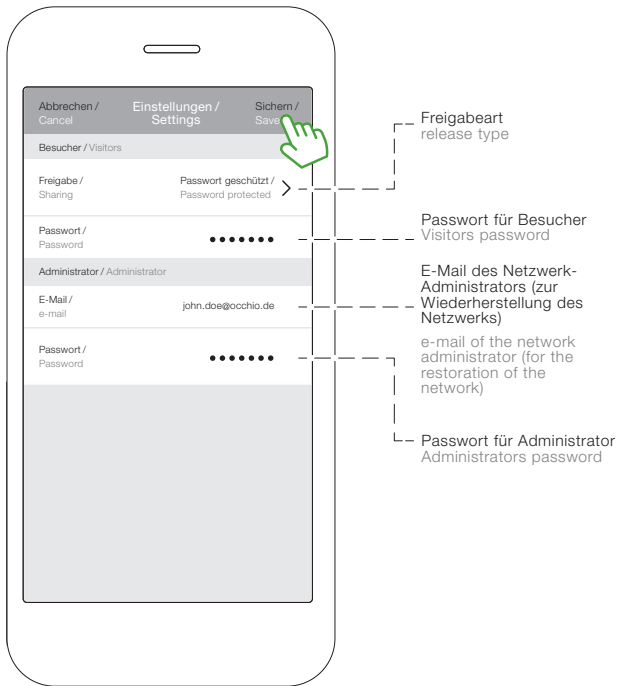 Abbrechen /
Cancel
Einstellungen /
Settings
Sichern /
Save
Besucher / Visitors
Freigabe /
Sharing
Passwort geschützt /
Password protected
Passwort /
Password
•••••••
Administrator / Administrator
E-Mail /
e-mail
john.doe@occhio.de
Passwort /
Password
•••••••
Freigabeart
release type
Passwort für Besucher
Visitors password
E-Mail des Netzwerk-
Administrators (zur
Wiederherstellung des
Netzwerks)
e-mail of the network
administrator (for the
restoration of the
network)
Passwort für Administrator
Administrators password